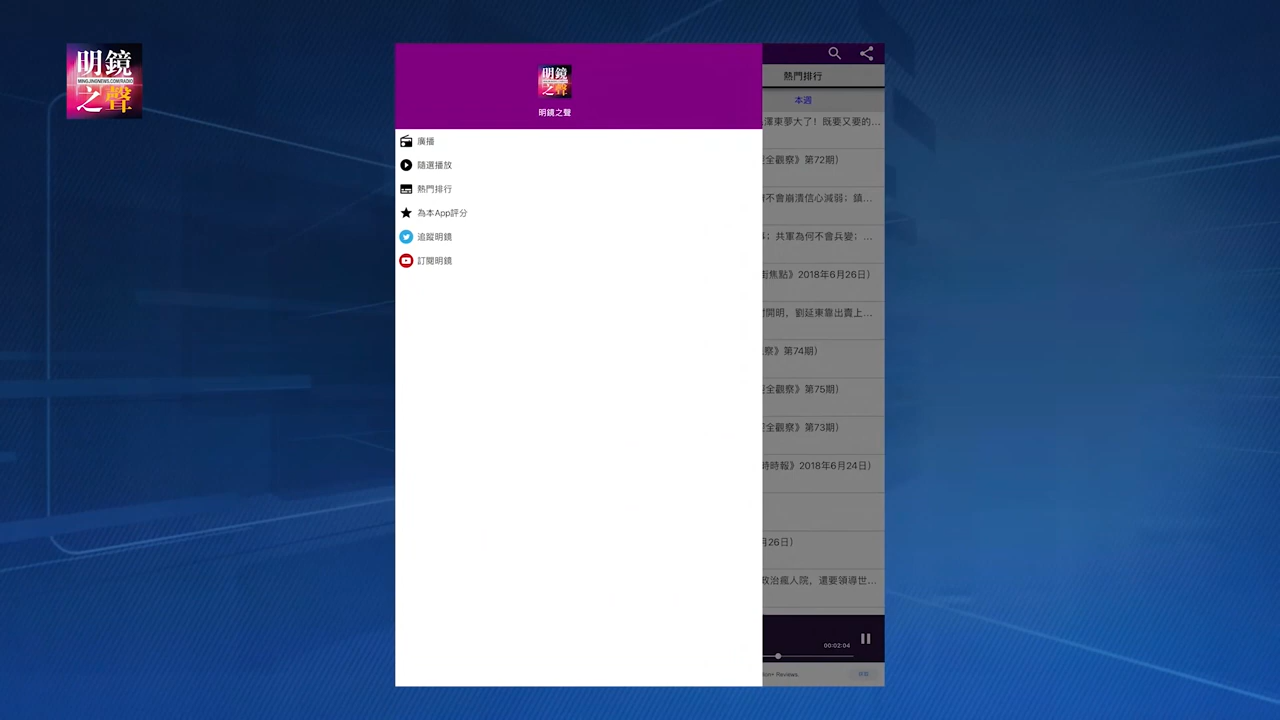 明鏡
MINGJINGNEWS.COM/RADIO
之聲
明鏡
之聲
明鏡之聲
廣播
隨選播放
熱門排行
為本App評分
追蹤明鏡
訂閱明鏡
熱門排行
本週
澤東夢大了！既要又要的...
全觀察》第72期）
不會崩潰信心減弱；鎮...
；共軍為何不會兵變；...
街焦點》2018年6月26日）
開明，劉延東靠出賣上...
察》第74期）
全觀察》第75期）
全觀察》第73期）
時時報》2018年6月24日）
月26日）
政治瘋人院，還要領導世...
00:02:04
Reviews.